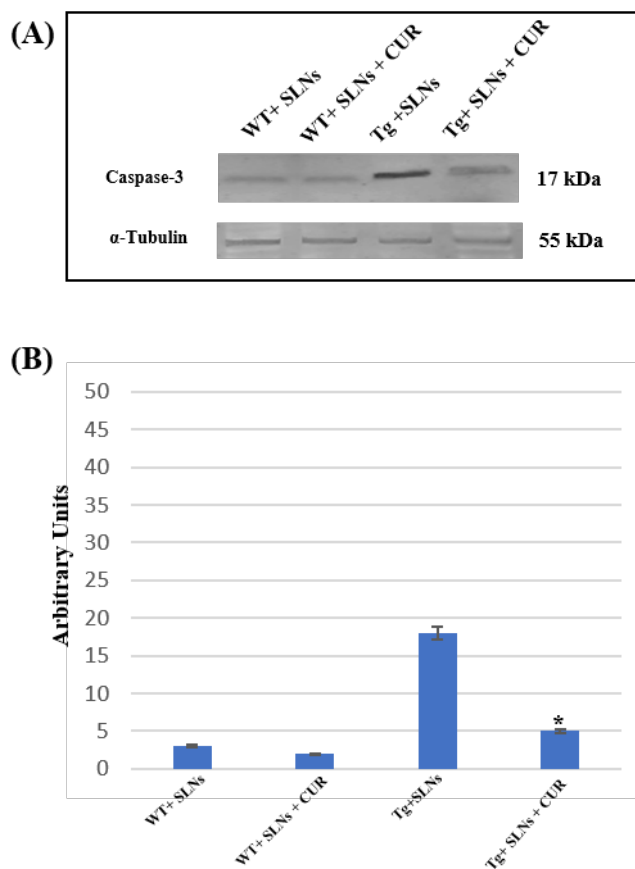 (A)
WT+ SLNs
WT+ SLNs + CUR
Tg +SLNs
Tg+ SLNs + CUR
Caspase-3
17 kDa
α-Tubulin
55 kDa
(B)
50
45
40
35
30
25
20
15
10
5
0
Arbitrary Units
*
WT+ SLNs
WT+ SLNs + CUR
Tg+SLNs
Tg+ SLNs + CUR